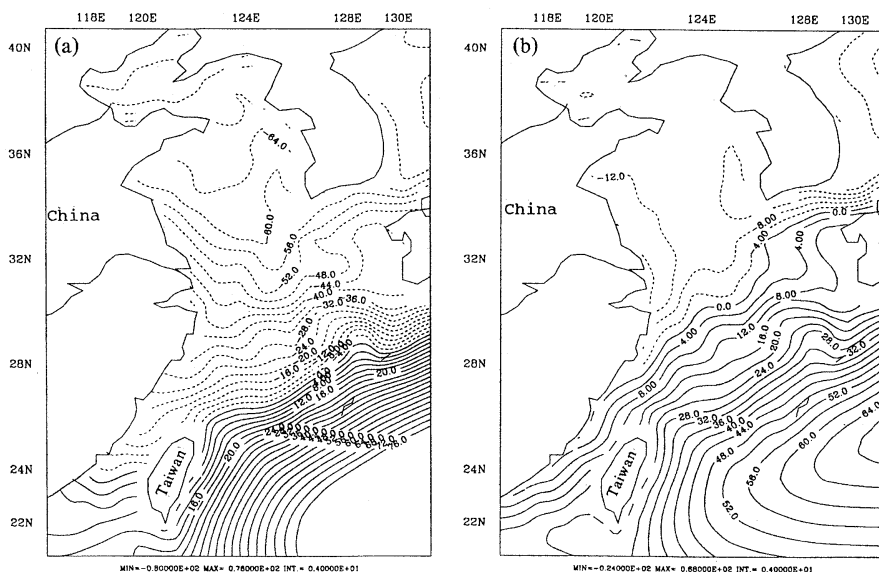 118E 120E 124E 128E 130E
118E 120E 124E 128E 130E
40N
(a)
36N
China
32N
28N
24N
22N
Taiwan
-64.0
-60.0
-56.0
-52.0
-48.0
-44.0
-40.0
-36.0
-32.0
-28.0
-24.0
-20.0
-16.0
12.0
16.0
20.0
20.0
16.0
76.0
MIN=-0.80000E+02 MAX= 0.76000E+02 INT.= 0.40000E+01
40N
(b)
36N
China
32N
28N
24N
22N
Taiwan
-12.0
-8.00
-4.00
0.0
4.00
0.0
8.00
4.00
12.0
16.0
20.0
8.00
24.0
28.0
32.0
28.0
32.0
36.0
40.0
44.0
48.0
52.0
64.0
60.0
56.0
52.0
MIN=-0.24000E+02 MAX= 0.68000E+02 INT.= 0.40000E+01